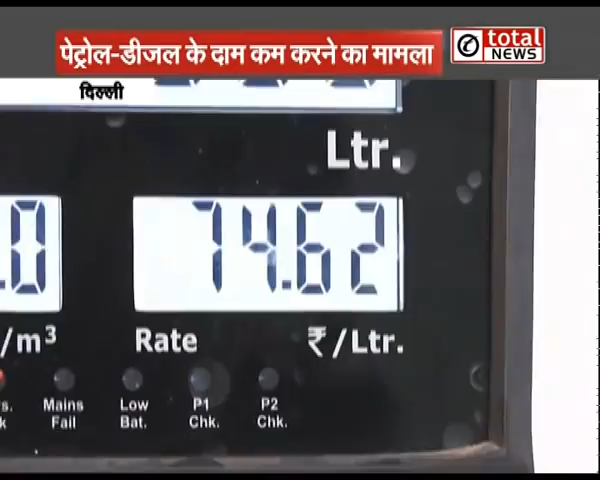 पेट्रोल-डीजल के दाम कम करने का मामला
total
NEWS
दिल्ली
Ltr.
.0
74.62
/m³
Rate
₹/Ltr.
s.
k
Mains
Fail
Low
Bat.
P1
Chk.
P2
Chk.